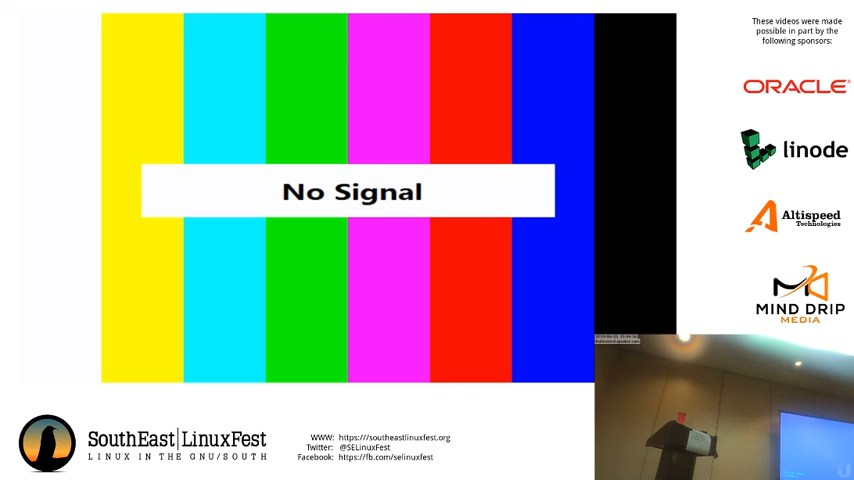 These videos were made
possible in part by the
following sponsors:
ORACLE
linode
Altispeed
Technologies
MIND DRIP
MEDIA
No Signal
SouthEast|LinuxFest
LINUX IN THE GNU/SOUTH
WWW: https:///southeastlinuxfest.org
Twitter: @SELinuxFest
Facebook: https://fb.com/selinuxfest